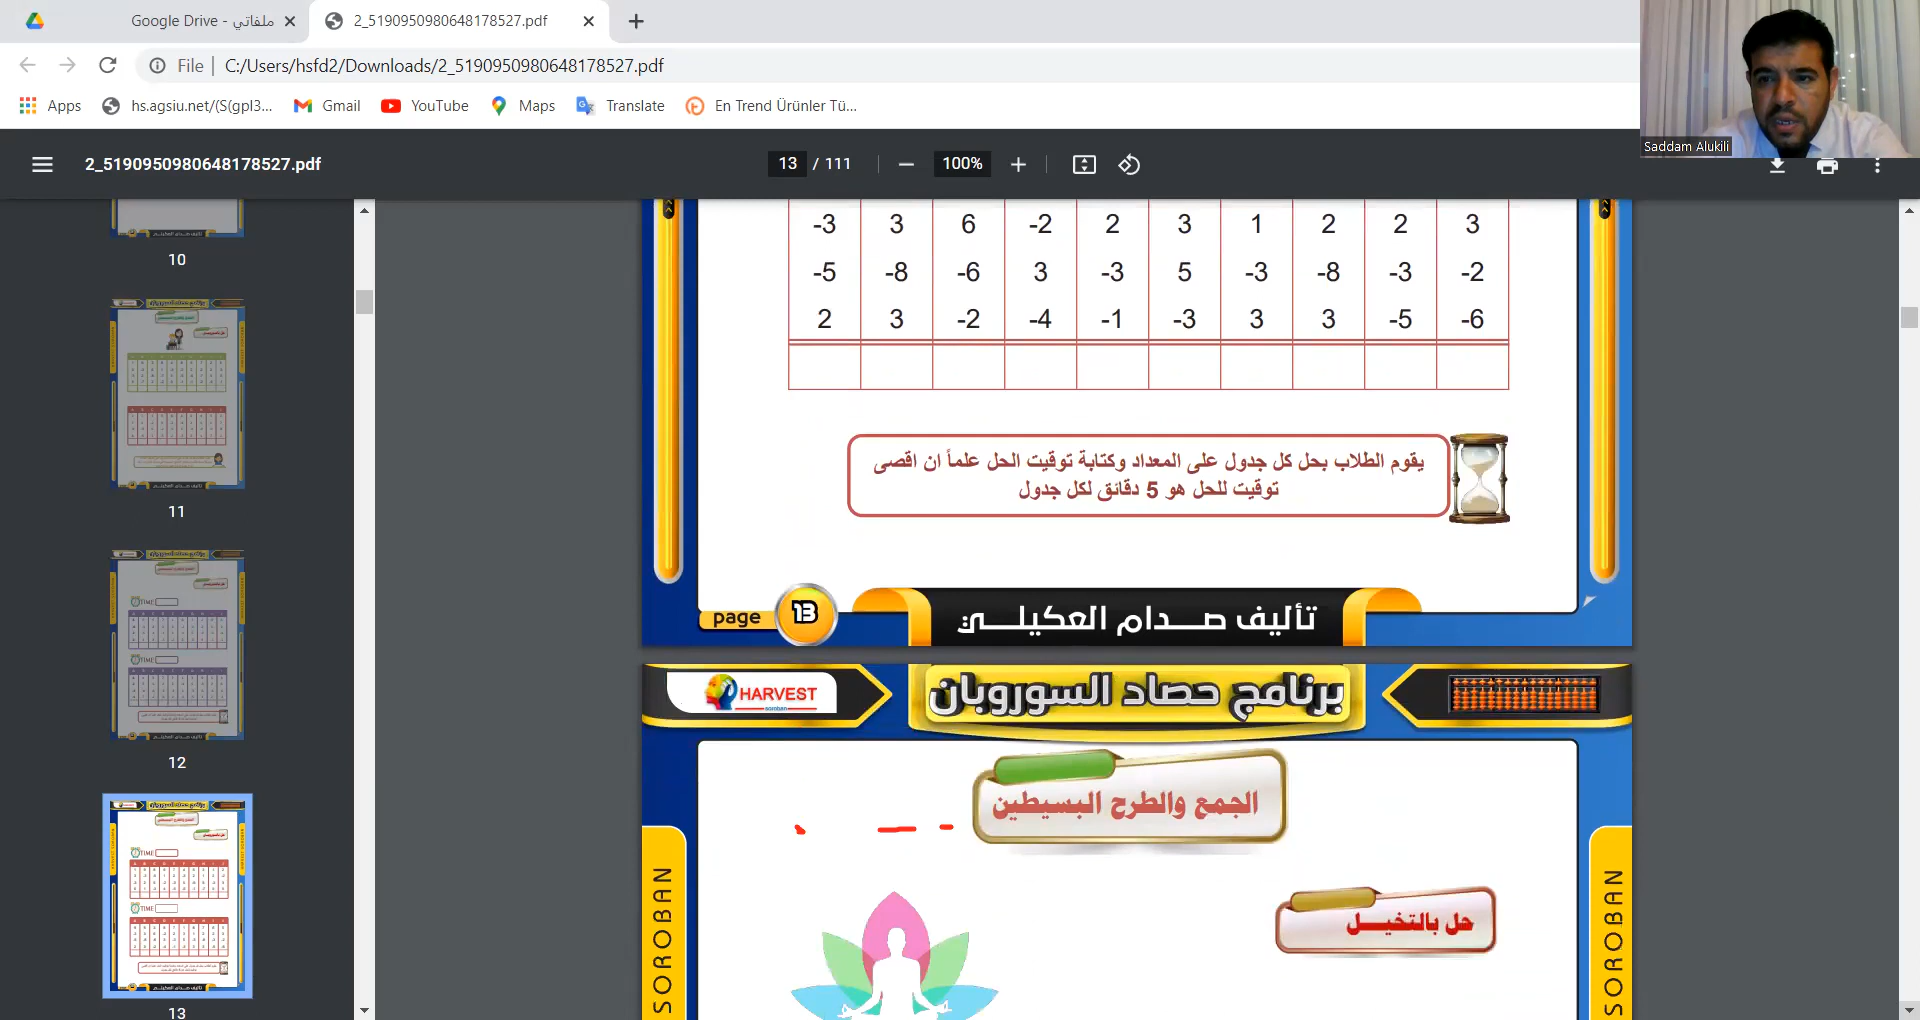 ملفاتي - Google Drive
2_5190950980648178527.pdf
File | C:/Users/hsfd2/Downloads/2_5190950980648178527.pdf
Apps hs.agsiu.net/(S(gpl3... Gmail YouTube Maps Translate En Trend Ürünler Tü...
Saddam Alukili
2_5190950980648178527.pdf 13 / 111 100%
10
11
12
13
-3 3 6 -2 2 3 1 2 2 3
-5 -8 -6 3 -3 5 -3 -8 -3 -2
2 3 -2 -4 -1 -3 3 3 -5 -6
يقوم الطلاب بحل كل جدول على المعداد وكتابة توقيت الحل علماً ان اقصى
توقيت للحل هو 5 دقائق لكل جدول
page 13
تأليف صدام العكيلي
HARVEST
soroban
برنامج حصاد السوروبان
الجمع والطرح البسيطين
حل بالتخيل
SOROBAN
SOROBAN